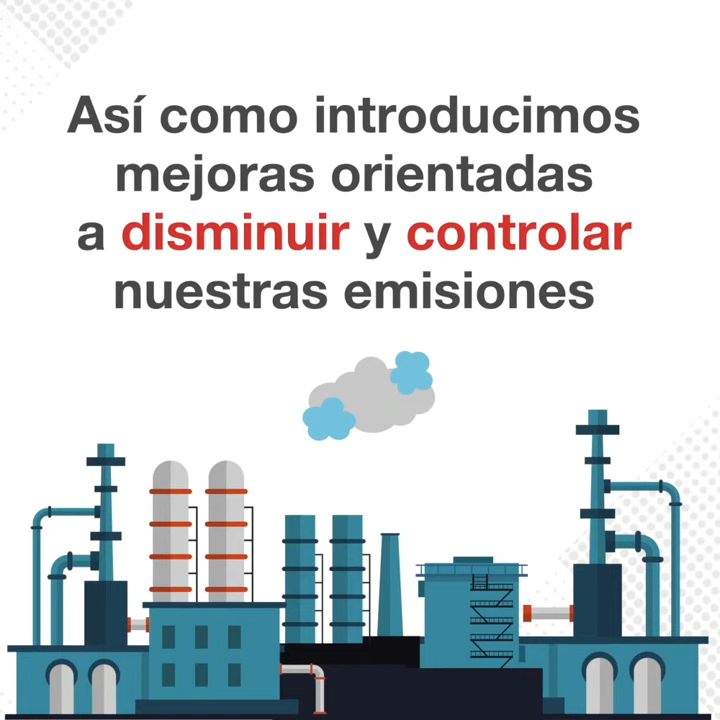 Así como introducimos
mejoras orientadas
a disminuir y controlar
nuestras emisiones